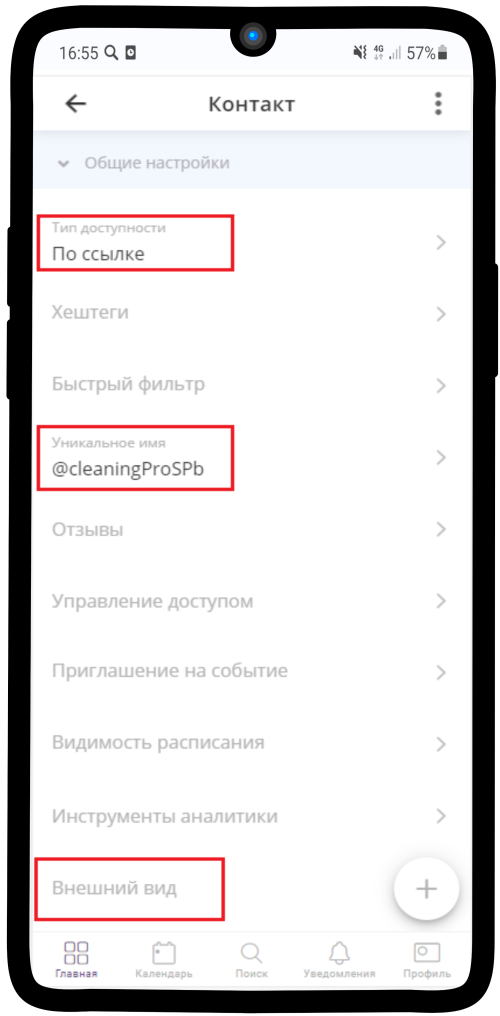 16:55 4G 57%
Контакт
Общие настройки
Тип доступности
По ссылке
Хештеги
Быстрый фильтр
Уникальное имя
@cleaningProSPb
Отзывы
Управление доступом
Приглашение на событие
Видимость расписания
Инструменты аналитики
Внешний вид
Главная Календарь Поиск Уведомления Профиль